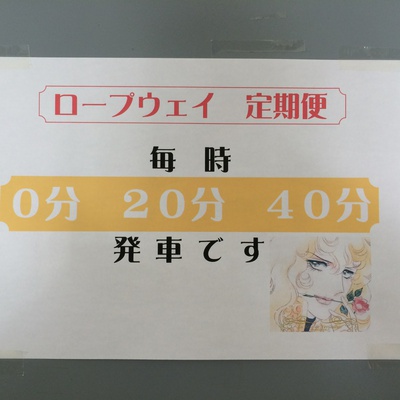 ロープウェイ 定期便
毎時
0分 20分 40分
発車です